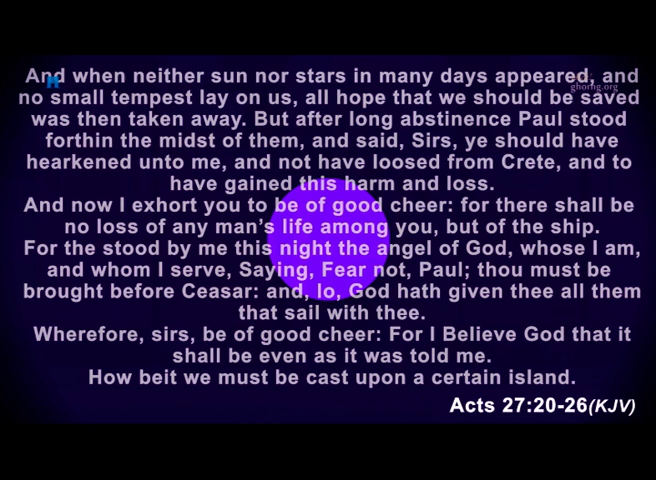 And when neither sun nor stars in many days appeared, and
no small tempest lay on us, all hope that we should be saved
was then taken away. But after long abstinence Paul stood
forthin the midst of them, and said, Sirs, ye should have
hearkened unto me, and not have loosed from Crete, and to
have gained this harm and loss.
And now I exhort you to be of good cheer: for there shall be
no loss of any man's life among you, but of the ship.
For the stood by me this night the angel of God, whose I am,
and whom I serve, Saying, Fear not, Paul; thou must be
brought before Ceasar: and, lo, God hath given thee all them
that sail with thee.
Wherefore, sirs, be of good cheer: For I Believe God that it
shall be even as it was told me.
How beit we must be cast upon a certain island.
Acts 27:20-26(KJV)